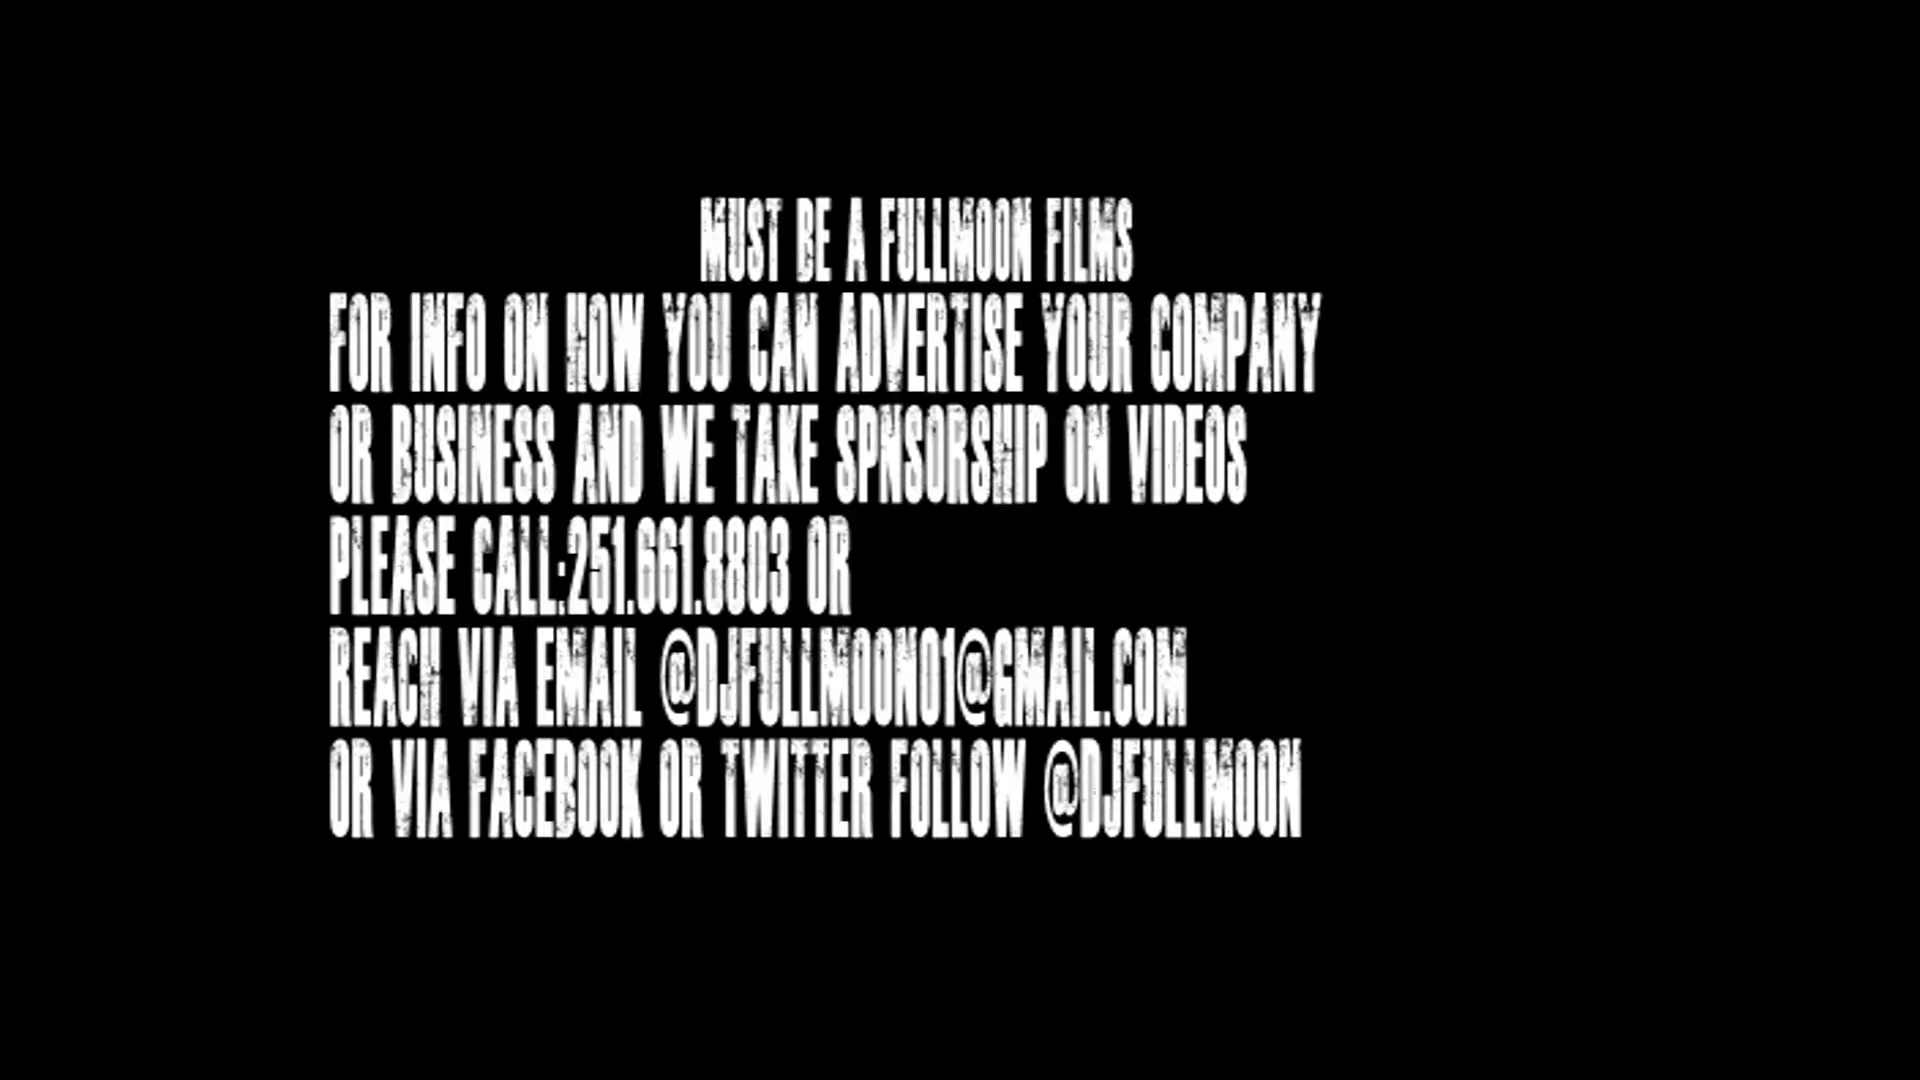 MUST BE A FULLMOON FILMS
FOR INFO ON HOW YOU CAN ADVERTISE YOUR COMPANY
OR BUSINESS AND WE TAKE SPNSORSHIP ON VIDEOS
PLEASE CALL:251.661.8803 OR
REACH VIA EMAIL @DJFULLMOON01@GMAIL.COM
OR VIA FACEBOOK OR TWITTER FOLLOW @DJFULLMOON